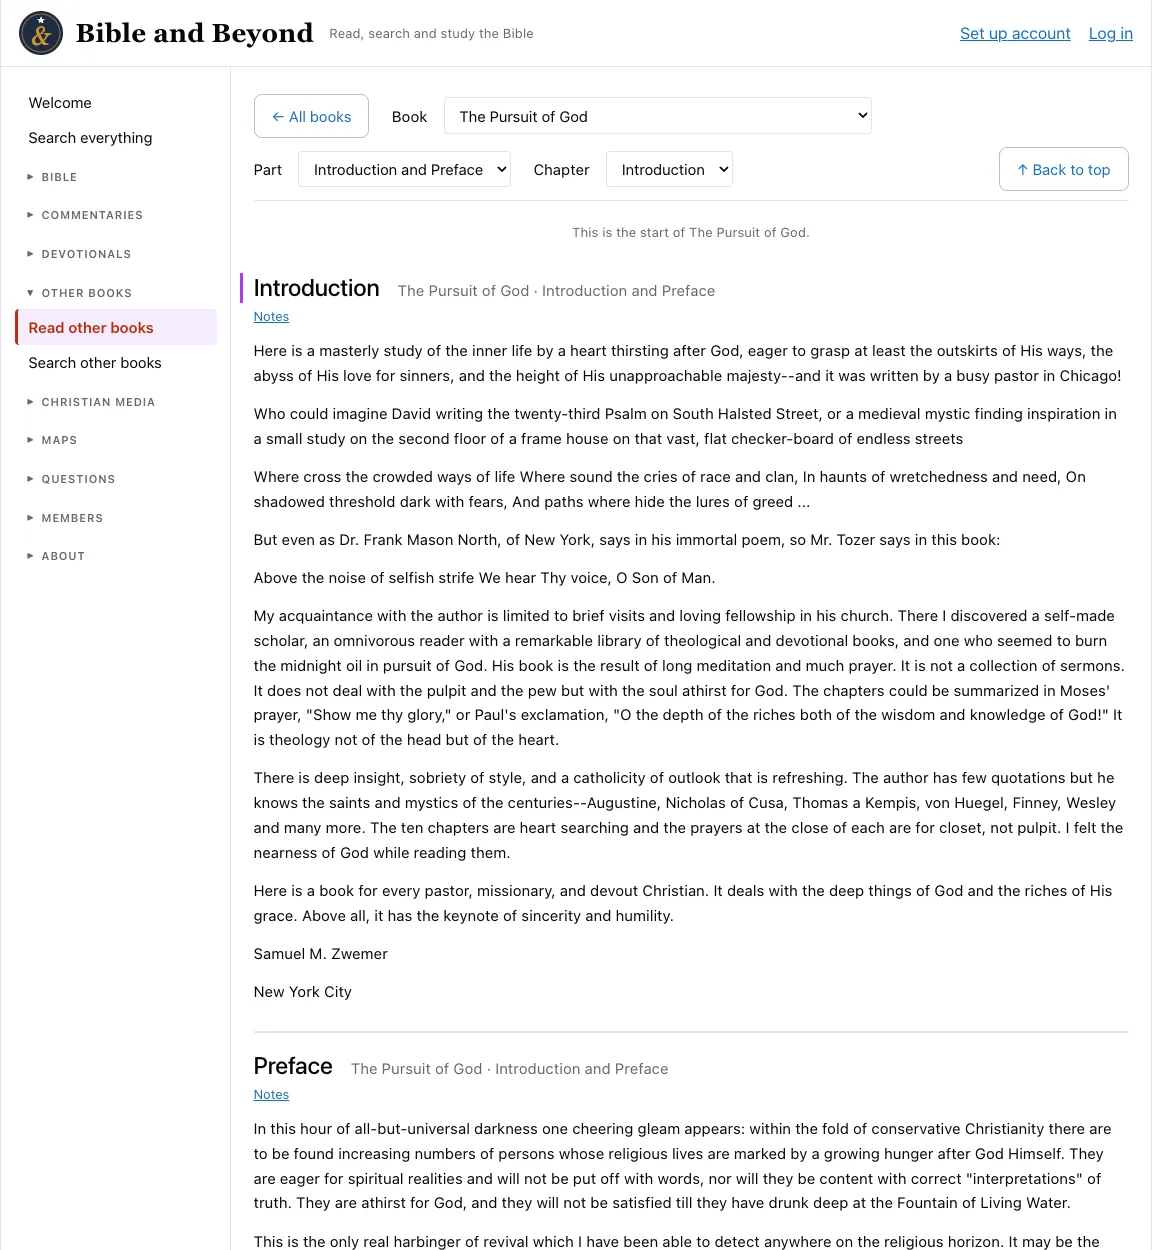 &
Bible and Beyond
Read, search and study the Bible
Set up account
Log in
Welcome
Search everything
▸ BIBLE
▸ COMMENTARIES
▸ DEVOTIONALS
▾ OTHER BOOKS
Read other books
Search other books
▸ CHRISTIAN MEDIA
▸ MAPS
▸ QUESTIONS
▸ MEMBERS
▸ ABOUT
← All books
Book
The Pursuit of God
Part
Introduction and Preface
Chapter
Introduction
↑ Back to top
This is the start of The Pursuit of God.
Introduction The Pursuit of God · Introduction and Preface
Notes
Here is a masterly study of the inner life by a heart thirsting after God, eager to grasp at least the outskirts of His ways, the
abyss of His love for sinners, and the height of His unapproachable majesty--and it was written by a busy pastor in Chicago!
Who could imagine David writing the twenty-third Psalm on South Halsted Street, or a medieval mystic finding inspiration in
a small study on the second floor of a frame house on that vast, flat checker-board of endless streets
Where cross the crowded ways of life Where sound the cries of race and clan, In haunts of wretchedness and need, On
shadowed threshold dark with fears, And paths where hide the lures of greed ...
But even as Dr. Frank Mason North, of New York, says in his immortal poem, so Mr. Tozer says in this book:
Above the noise of selfish strife We hear Thy voice, O Son of Man.
My acquaintance with the author is limited to brief visits and loving fellowship in his church. There I discovered a self-made
scholar, an omnivorous reader with a remarkable library of theological and devotional books, and one who seemed to burn
the midnight oil in pursuit of God. His book is the result of long meditation and much prayer. It is not a collection of sermons.
It does not deal with the pulpit and the pew but with the soul athirst for God. The chapters could be summarized in Moses'
prayer, "Show me thy glory," or Paul's exclamation, "O the depth of the riches both of the wisdom and knowledge of God!" It
is theology not of the head but of the heart.
There is deep insight, sobriety of style, and a catholicity of outlook that is refreshing. The author has few quotations but he
knows the saints and mystics of the centuries--Augustine, Nicholas of Cusa, Thomas a Kempis, von Huegel, Finney, Wesley
and many more. The ten chapters are heart searching and the prayers at the close of each are for closet, not pulpit. I felt the
nearness of God while reading them.
Here is a book for every pastor, missionary, and devout Christian. It deals with the deep things of God and the riches of His
grace. Above all, it has the keynote of sincerity and humility.
Samuel M. Zwemer
New York City
Preface The Pursuit of God · Introduction and Preface
Notes
In this hour of all-but-universal darkness one cheering gleam appears: within the fold of conservative Christianity there are
to be found increasing numbers of persons whose religious lives are marked by a growing hunger after God Himself. They
are eager for spiritual realities and will not be put off with words, nor will they be content with correct "interpretations" of
truth. They are athirst for God, and they will not be satisfied till they have drunk deep at the Fountain of Living Water.
This is the only real harbinger of revival which I have been able to detect anywhere on the religious horizon. It may be the